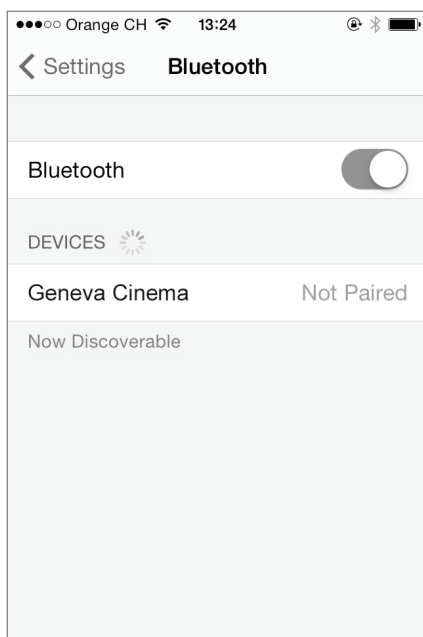 Orange CH 13:24
Settings Bluetooth
Bluetooth
DEVICES
Geneva Cinema Not Paired
Now Discoverable